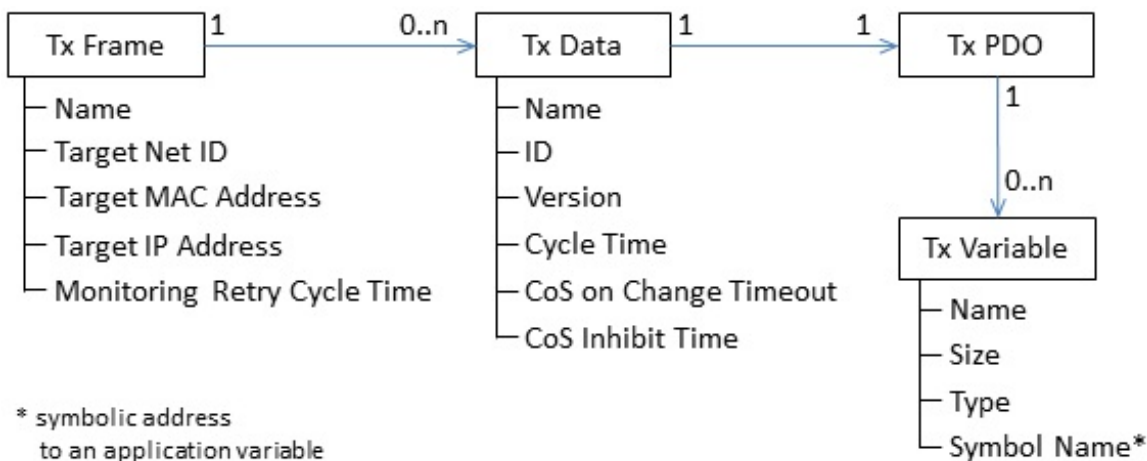 Tx Frame
1
0..n
Tx Data
1
1
Tx PDO
Name
Target Net ID
Target MAC Address
Target IP Address
Monitoring Retry Cycle Time
Name
ID
Version
Cycle Time
CoS on Change Timeout
CoS Inhibit Time
1
0..n
Tx Variable
Name
Size
Type
Symbol Name*
* symbolic address
to an application variable